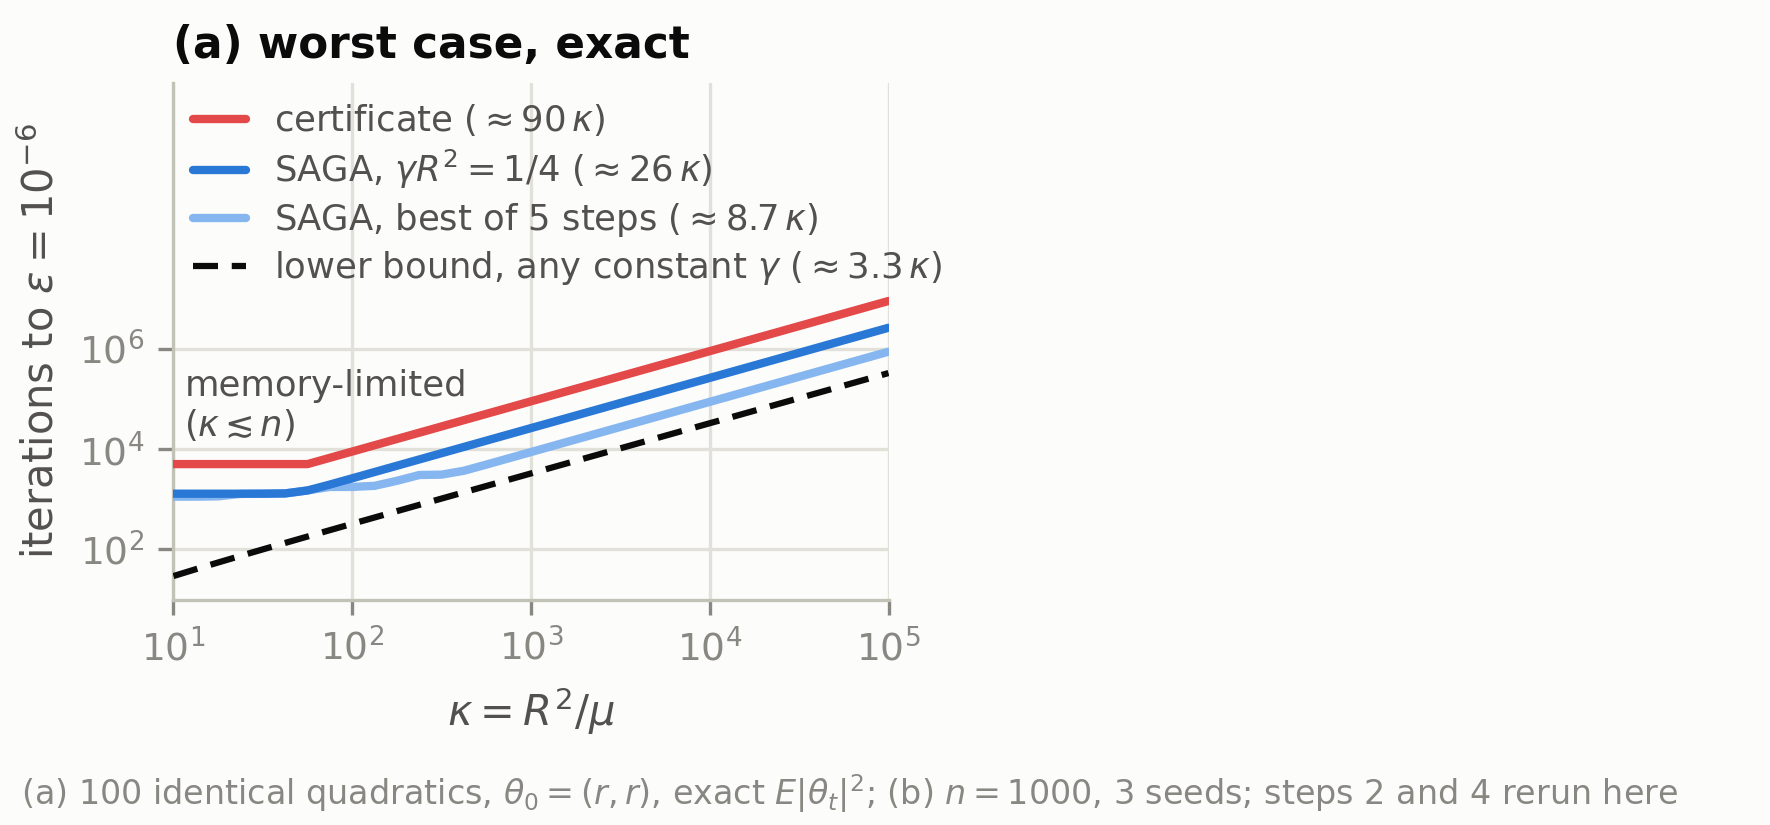 (a) worst case, exact
certificate (≈90 κ)
SAGA, γR² = 1/4 (≈26 κ)
SAGA, best of 5 steps (≈8.7 κ)
lower bound, any constant γ (≈3.3 κ)
iterations to ε = 10⁻⁶
10⁶
10⁴
10²
memory-limited
(κ ≲ n)
10¹ 10² 10³ 10⁴ 10⁵
κ = R²/μ
(a) 100 identical quadratics, θ₀ = (r, r), exact E|θₜ|²; (b) n = 1000, 3 seeds; steps 2 and 4 rerun here